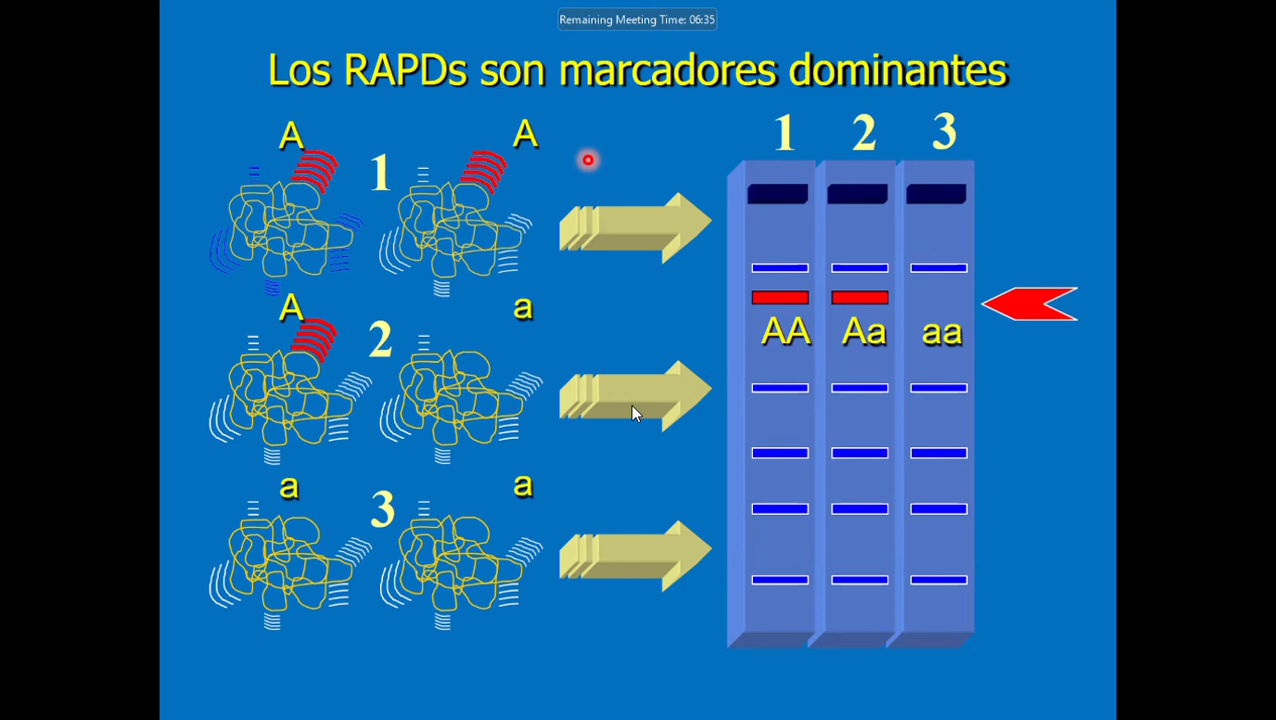 Remaining Meeting Time: 06:35
Los RAPDs son marcadores dominantes
A 1 A
1 2 3
A 2 a
AA Aa aa
a 3 a